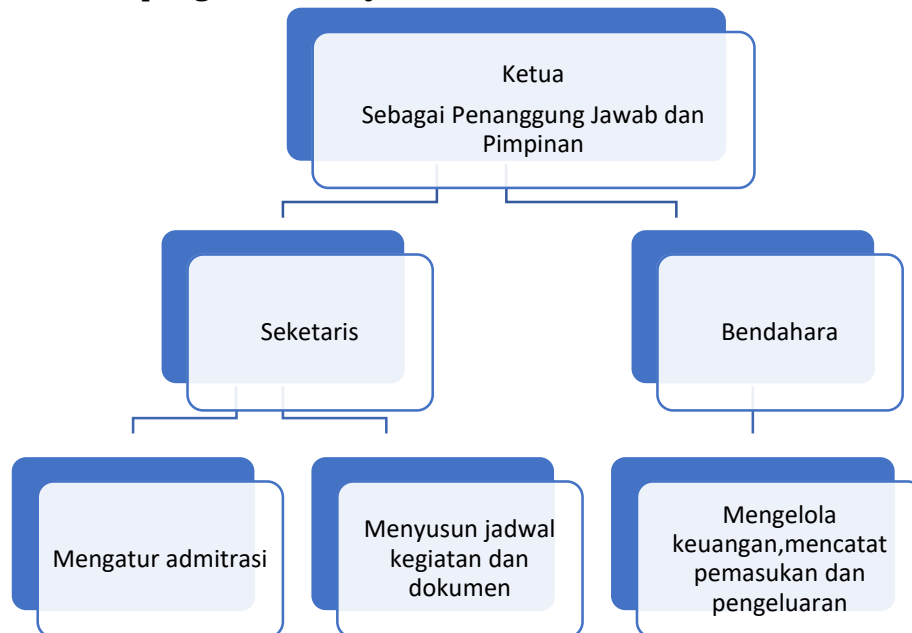 Ketua
Sebagai Penanggung Jawab dan
Pimpinan
Seketaris
Bendahara
Mengatur admitrasi
Menyusun jadwal
kegiatan dan
dokumen
Mengelola
keuangan,mencatat
pemasukan dan
pengeluaran